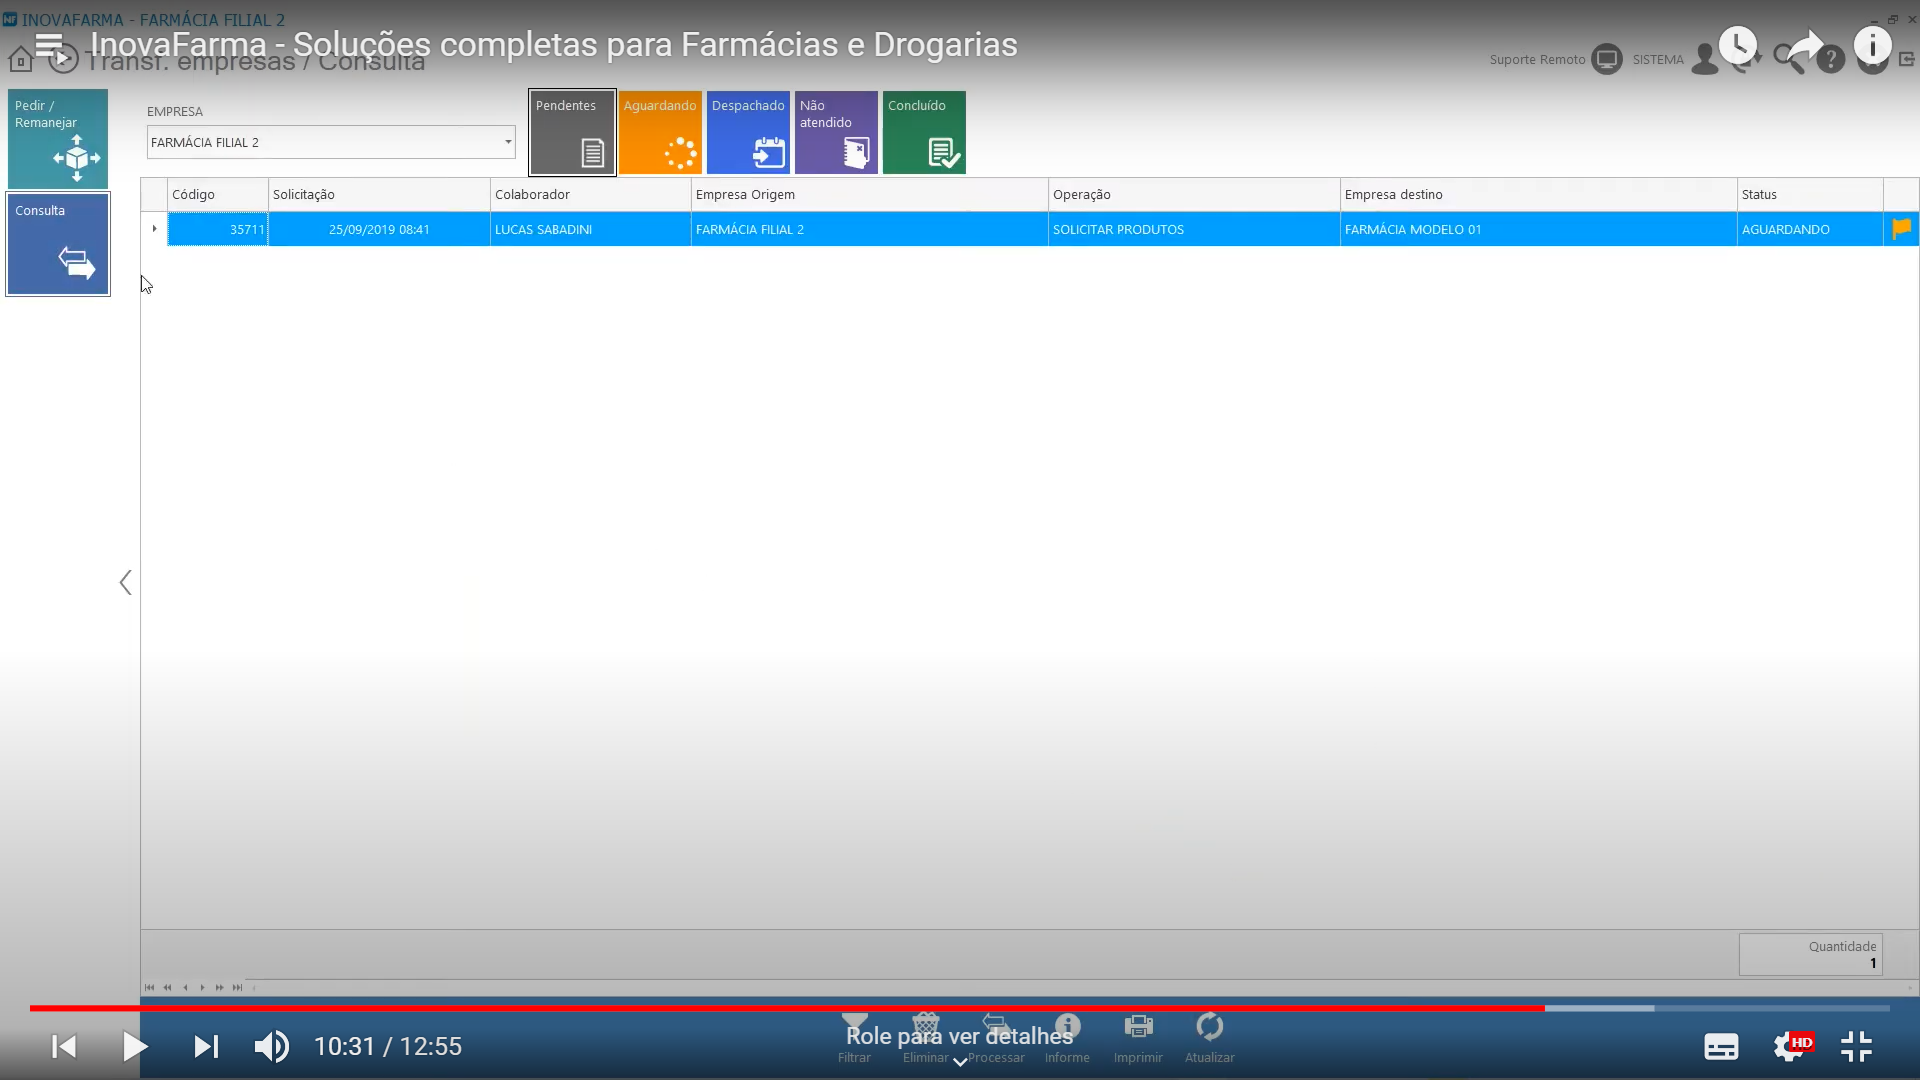 INOVAFARMA - FARMÁCIA FILIAL 2
InovaFarma - Soluções completas para Farmácias e Drogarias
Transf. empresas / Consulta
Suporte Remoto
SISTEMA
Pedir /
Remanejar
Consulta
EMPRESA
FARMÁCIA FILIAL 2
Pendentes
Aguardando
Despachado
Não
atendido
Concluído
Código Solicitação Colaborador Empresa Origem Operação Empresa destino Status
35711 25/09/2019 08:41 LUCAS SABADINI FARMÁCIA FILIAL 2 SOLICITAR PRODUTOS FARMÁCIA MODELO 01 AGUARDANDO
Quantidade
1
10:31 / 12:55
Role para ver detalhes
Filtrar Eliminar Processar Informe Imprimir Atualizar
HD